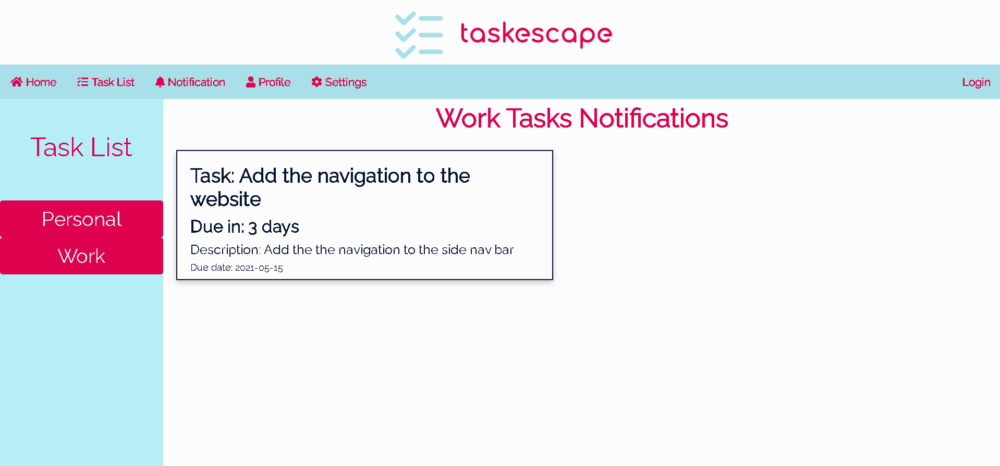 taskescape
Home Task List Notification Profile Settings Login
Task List
Personal
Work
Work Tasks Notifications
Task: Add the navigation to the
website
Due in: 3 days
Description: Add the the navigation to the side nav bar
Due date: 2021-05-15